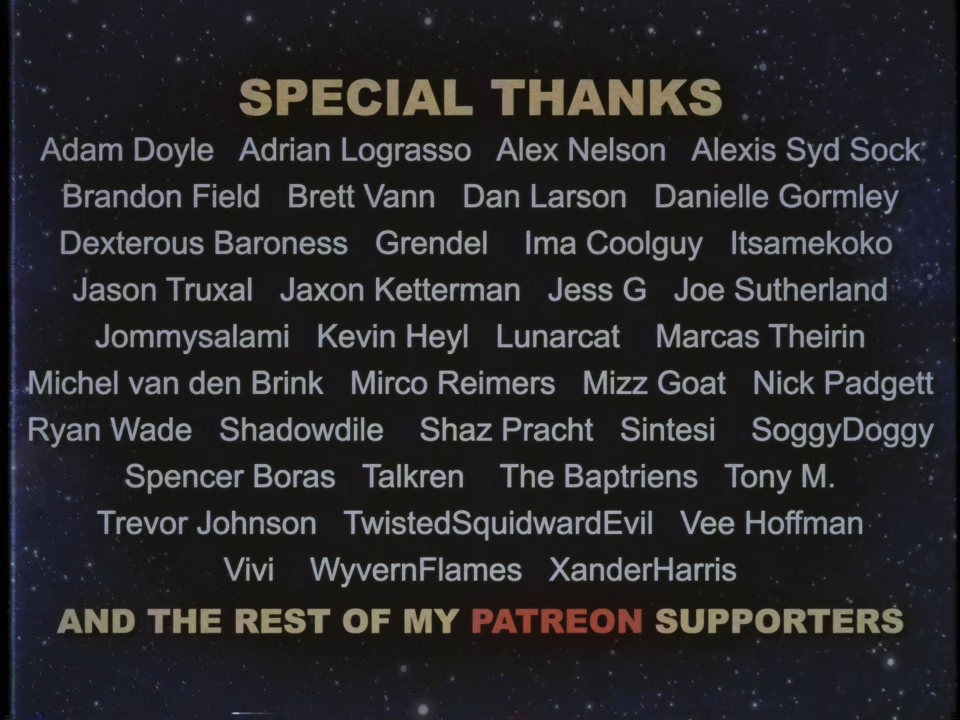 SPECIAL THANKS
Adam Doyle Adrian Lograsso Alex Nelson Alexis Syd Sock
Brandon Field Brett Vann Dan Larson Danielle Gormley
Dexterous Baroness Grendel Ima Coolguy Itsamekoko
Jason Truxal Jaxon Ketterman Jess G Joe Sutherland
Jommysalami Kevin Heyl Lunarcat Marcas Theirin
Michel van den Brink Mirco Reimers Mizz Goat Nick Padgett
Ryan Wade Shadowdile Shaz Pracht Sintesi SoggyDoggy
Spencer Boras Talkren The Baptriens Tony M.
Trevor Johnson TwistedSquidwardEvil Vee Hoffman
Vivi WyvernFlames XanderHarris
AND THE REST OF MY PATREON SUPPORTERS